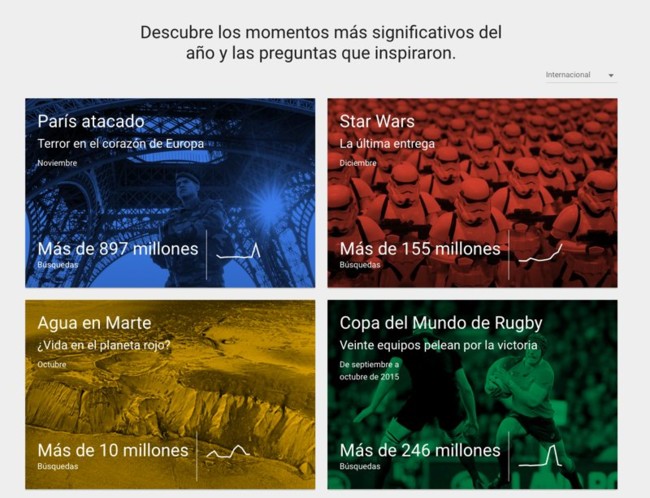 Descubre los momentos más significativos del
año y las preguntas que inspiraron.
Internacional
París atacado
Terror en el corazón de Europa
Noviembre
Más de 897 millones
Búsquedas
Star Wars
La última entrega
Diciembre
Más de 155 millones
Búsquedas
Agua en Marte
¿Vida en el planeta rojo?
Octubre
Más de 10 millones
Búsquedas
Copa del Mundo de Rugby
Veinte equipos pelean por la victoria
De septiembre a
octubre de 2015
Más de 246 millones
Búsquedas